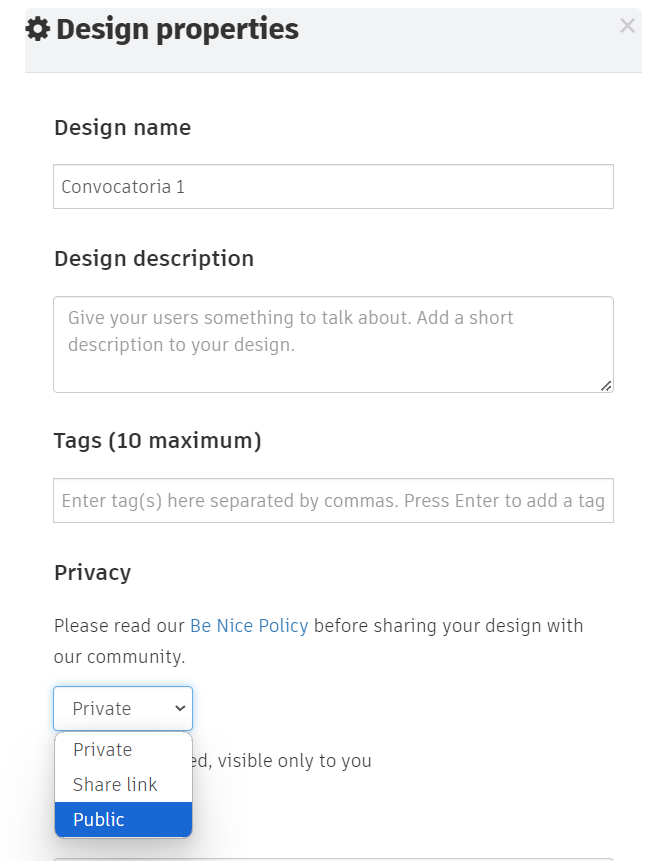 Design properties
Design name
Convocatoria 1
Design description
Give your users something to talk about. Add a short
description to your design.
Tags (10 maximum)
Enter tag(s) here separated by commas. Press Enter to add a tag
Privacy
Please read our Be Nice Policy before sharing your design with
our community.
Private
Private
ed, visible only to you
Share link
Public